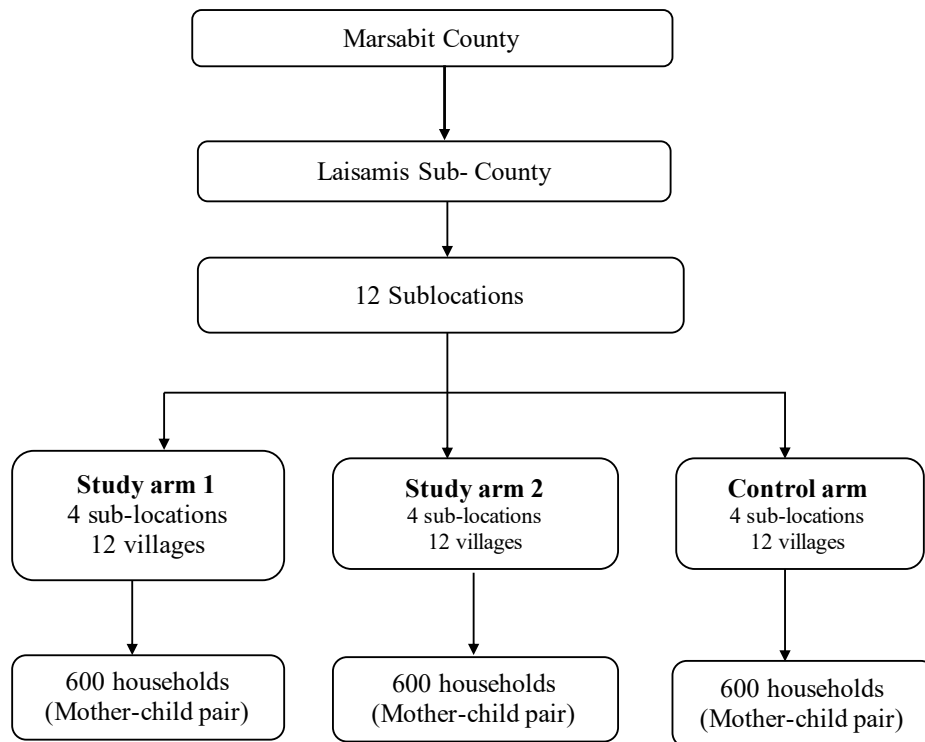 Marsabit County
Laisamis Sub- County
12 Sublocations
Study arm 1
4 sub-locations
12 villages
Study arm 2
4 sub-locations
12 villages
Control arm
4 sub-locations
12 villages
600 households
(Mother-child pair)
600 households
(Mother-child pair)
600 households
(Mother-child pair)